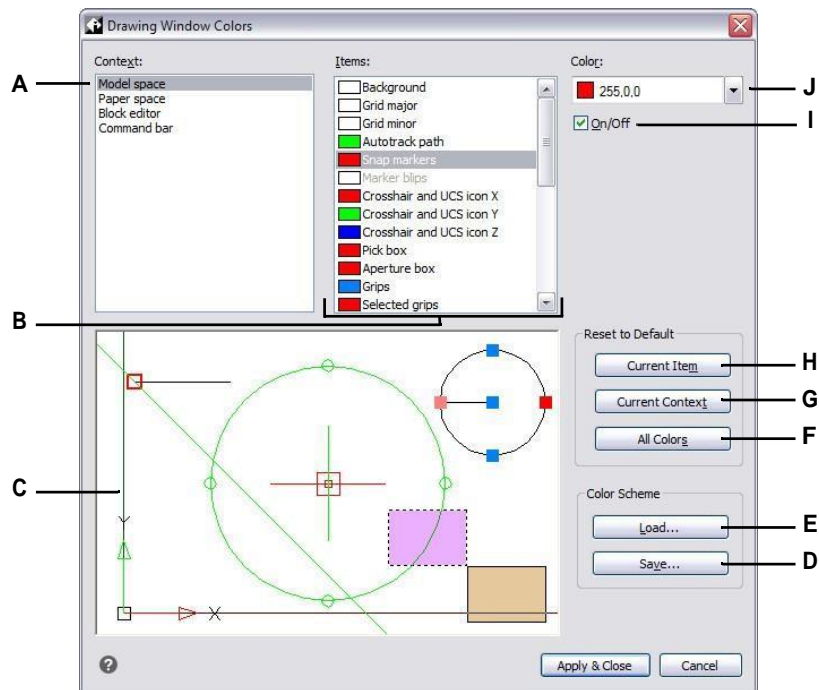 Drawing Window Colors
Context:
Model space
Paper space
Block editor
Command bar
Items:
Background
Grid major
Grid minor
Autotrack path
Snap markers
Marker blips
Crosshair and UCS icon X
Crosshair and UCS icon Y
Crosshair and UCS icon Z
Pick box
Aperture box
Grips
Selected grips
Color:
255,0,0
On/Off
A
J
I
B
Reset to Default
Current Item
H
Current Context
G
All Colors
F
C
Y
X
Color Scheme
Load...
E
Save...
D
?
Apply & Close
Cancel